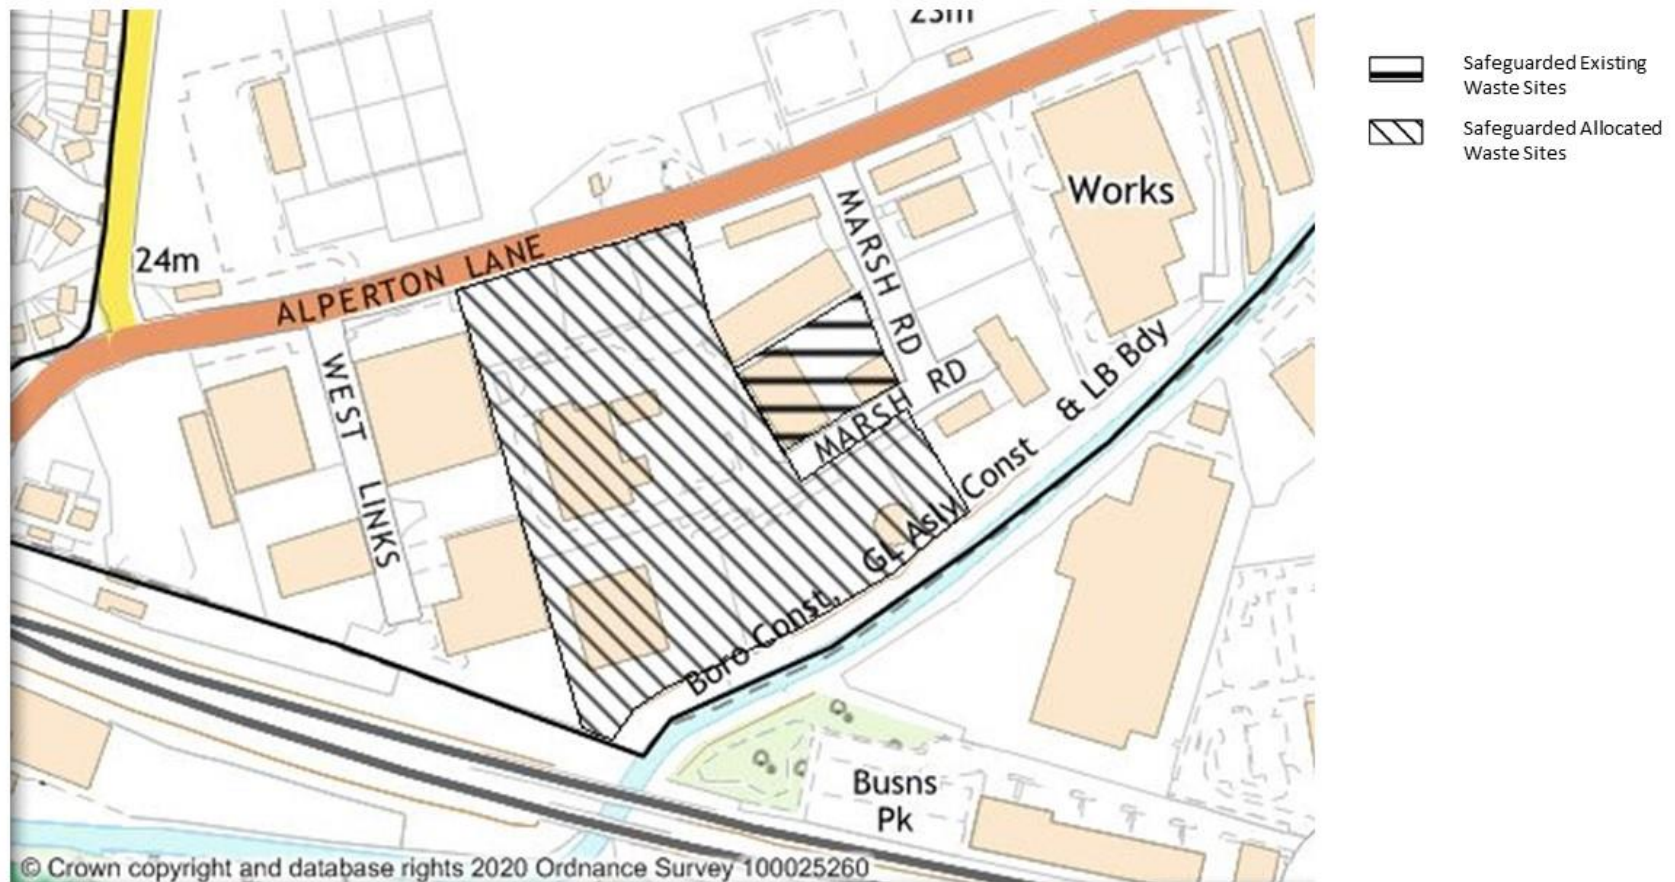 23m
Safeguarded Existing
Waste Sites
Safeguarded Allocated
Waste Sites
Works
MARSH RD
24m
ALPERTON LANE
WEST LINKS
MARSH RD
Boro Const, GL Asly Const & LB Bdy
Busns
Pk
© Crown copyright and database rights 2020 Ordnance Survey 100025260